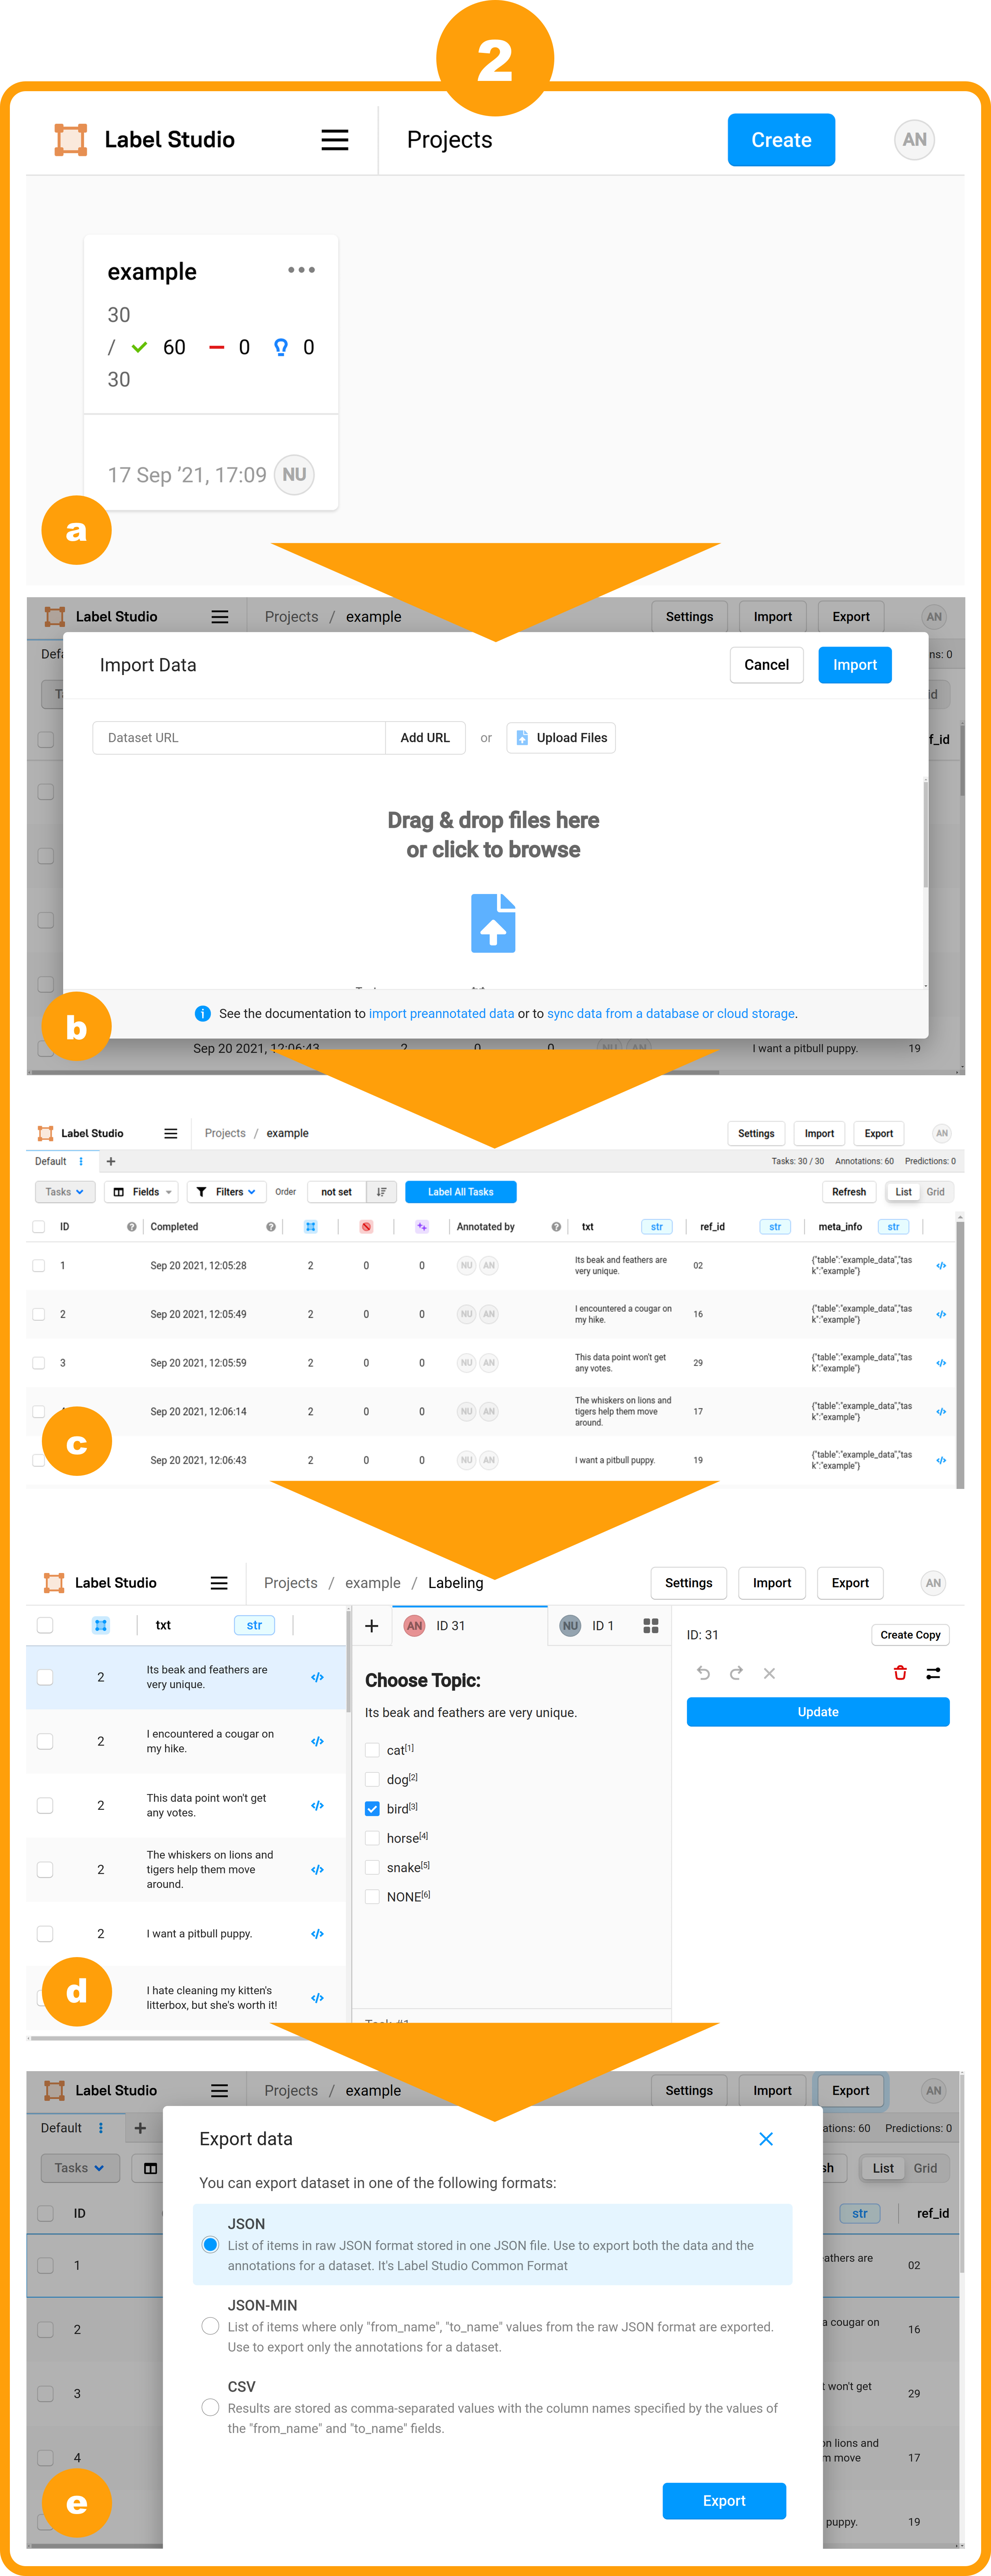 2
Label Studio
Projects
Create
AN
example
30
/ 60 0 0
30
17 Sep '21, 17:09 NU
a
Label Studio
Projects / example
Settings
Import
Export
AN
ns: 0
Import Data
Cancel
Import
Dataset URL
Add URL
or
Upload Files
f_id
Drag & drop files here
or click to browse
b
See the documentation to import preannotated data or to sync data from a database or cloud storage.
Sep 20 2021, 12:06:43 2 0 0 NU AN I want a pitbull puppy. 19
Label Studio
Projects / example
Settings
Import
Export
AN
Default +
Tasks: 30 / 30 Annotations: 60 Predictions: 0
Tasks Fields Filters Order not set Label All Tasks Refresh List Grid
ID Completed Annotated by txt str ref_id str meta_info str
1 Sep 20 2021, 12:05:28 2 0 0 NU AN Its beak and feathers are
very unique. 02 {"table":"example_data","tas
k":"example"}
2 Sep 20 2021, 12:05:49 2 0 0 NU AN I encountered a cougar on
my hike. 16 {"table":"example_data","tas
k":"example"}
3 Sep 20 2021, 12:05:59 2 0 0 NU AN This data point won't get
any votes. 29 {"table":"example_data","tas
k":"example"}
Sep 20 2021, 12:06:14 2 0 0 NU AN The whiskers on lions and
tigers help them move
around. 17 {"table":"example_data","tas
k":"example"}
c
Sep 20 2021, 12:06:43 2 0 0 NU AN I want a pitbull puppy. 19 {"table":"example_data","tas
k":"example"}
Label Studio
Projects / example / Labeling
Settings
Import
Export
AN
txt str
2 Its beak and feathers are
very unique.
2 I encountered a cougar on
my hike.
2 This data point won't get
any votes.
2 The whiskers on lions and
tigers help them move
around.
2 I want a pitbull puppy.
I hate cleaning my kitten's
litterbox, but she's worth it!
d
+ AN ID 31 NU ID 1
Choose Topic:
Its beak and feathers are very unique.
cat[1]
dog[2]
bird[3]
horse[4]
snake[5]
NONE[6]
ID: 31
Create Copy
Update
Label Studio
Projects / example
Settings
Import
Export
AN
Default +
ations: 60 Predictions: 0
Tasks
sh List Grid
ID
str ref_id
1 athers are 02
2 a cougar on 16
3 t won't get 29
4 on lions and
m move 17
puppy. 19
e
Export data
You can export dataset in one of the following formats:
JSON
List of items in raw JSON format stored in one JSON file. Use to export both the data and the
annotations for a dataset. It's Label Studio Common Format
JSON-MIN
List of items where only "from_name", "to_name" values from the raw JSON format are exported.
Use to export only the annotations for a dataset.
CSV
Results are stored as comma-separated values with the column names specified by the values of
the "from_name" and "to_name" fields.
Export